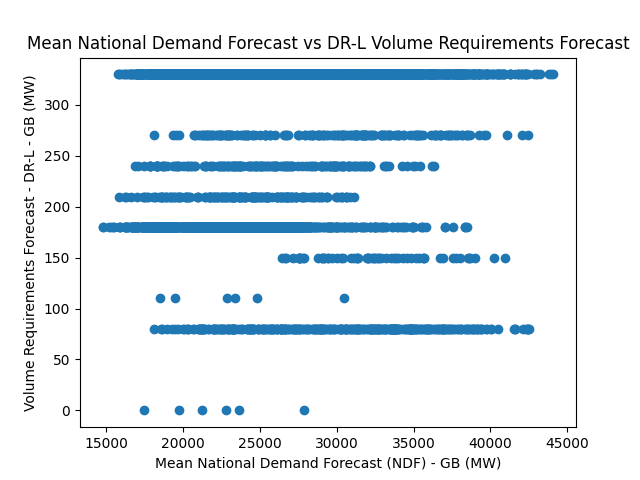 Mean National Demand Forecast vs DR-L Volume Requirements Forecast
Volume Requirements Forecast - DR-L - GB (MW)
300
250
200
150
100
50
0
15000 20000 25000 30000 35000 40000 45000
Mean National Demand Forecast (NDF) - GB (MW)